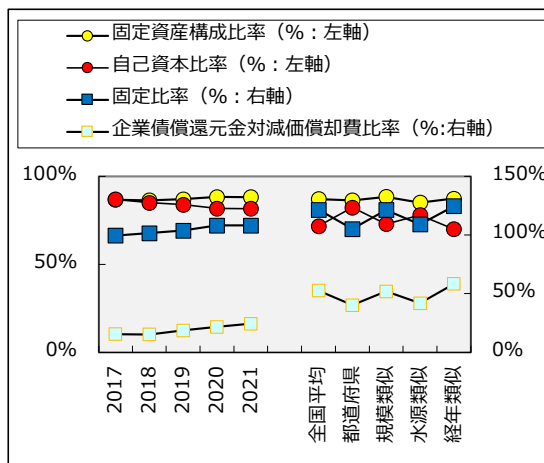 固定資産構成比率（%：左軸）
自己資本比率（%：左軸）
固定比率（%：右軸）
企業債償還元金対減価償却費比率（%:右軸）
100%
50%
0%
150%
100%
50%
0%
2017
2018
2019
2020
2021
全国平均
都道府県
規模類似
水源類似
経年類似